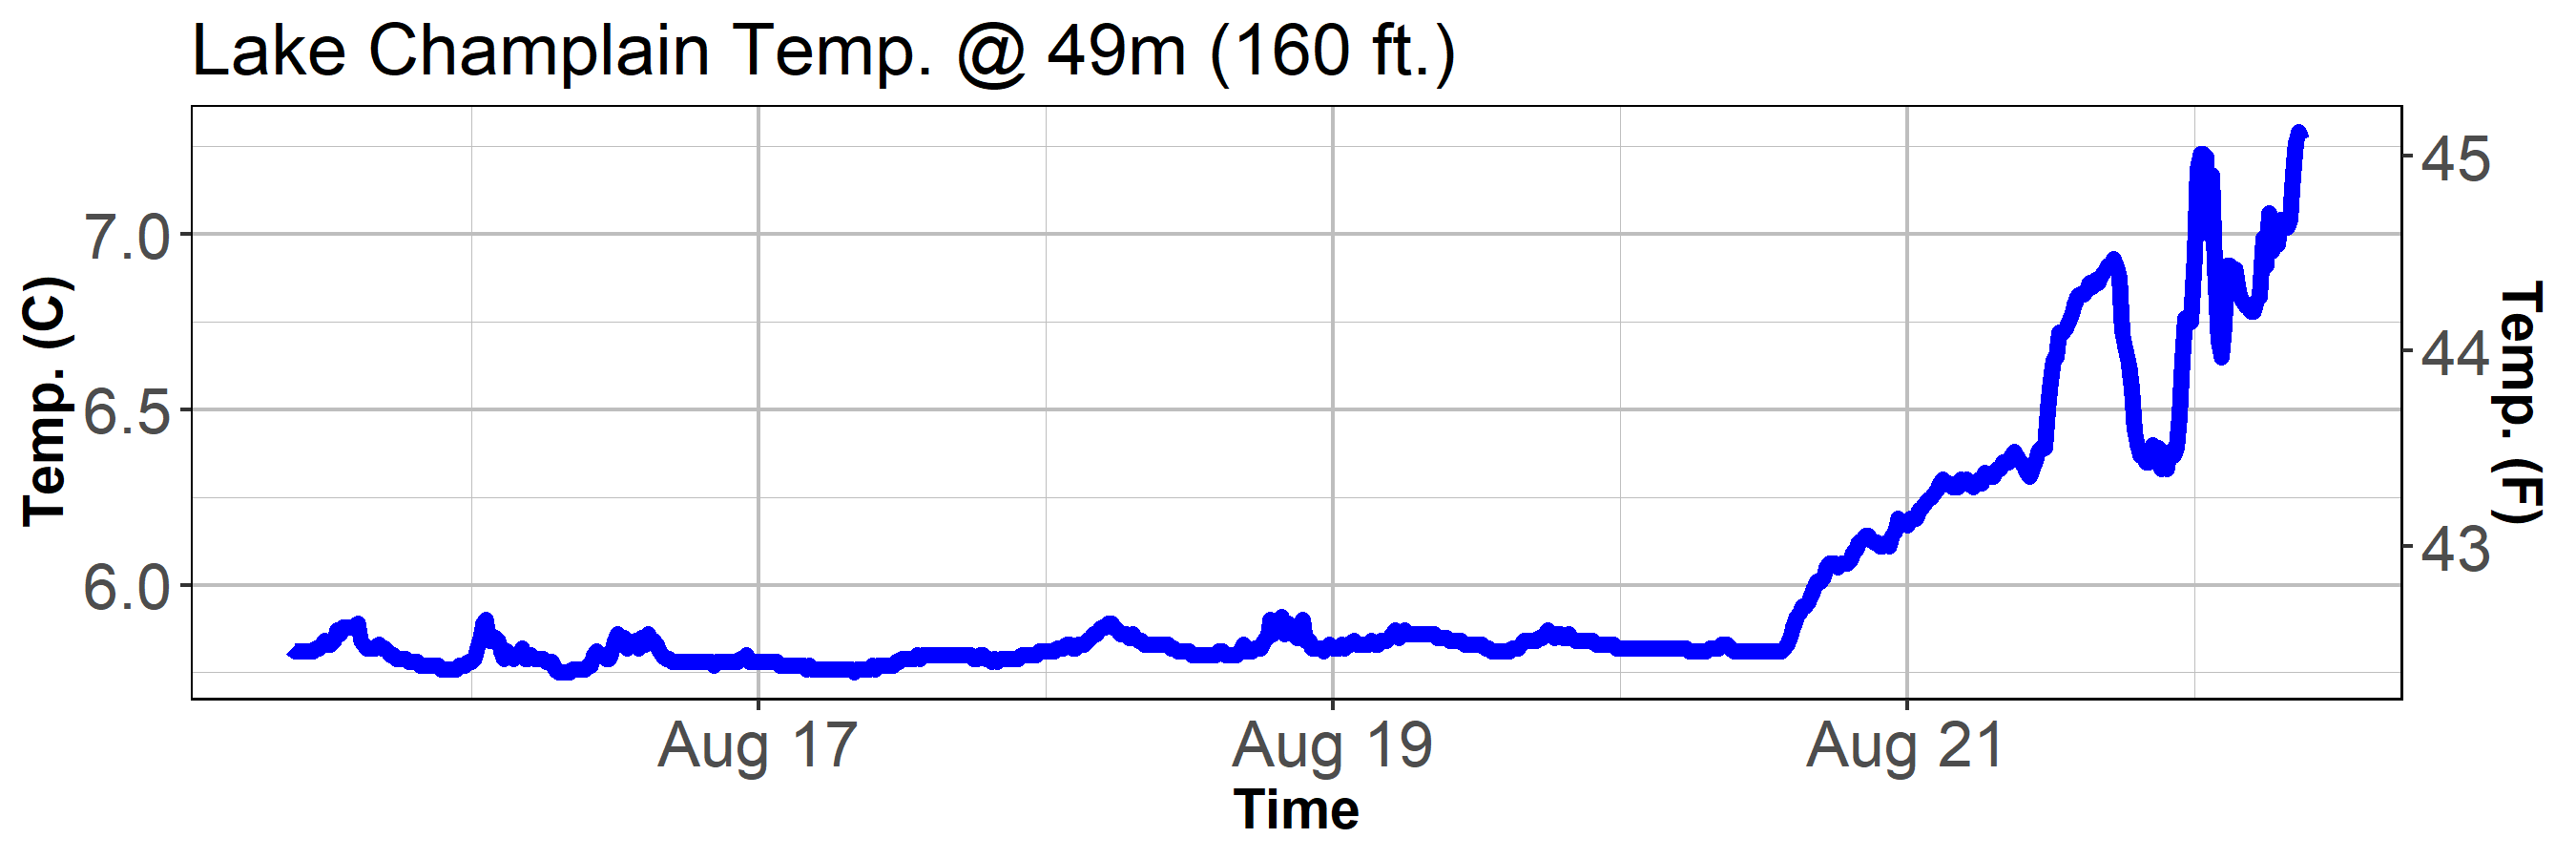 Lake Champlain Temp. @ 49m (160 ft.)
Temp. (C)
7.0
6.5
6.0
45
44
43
Temp. (F)
Aug 17 Aug 19 Aug 21
Time